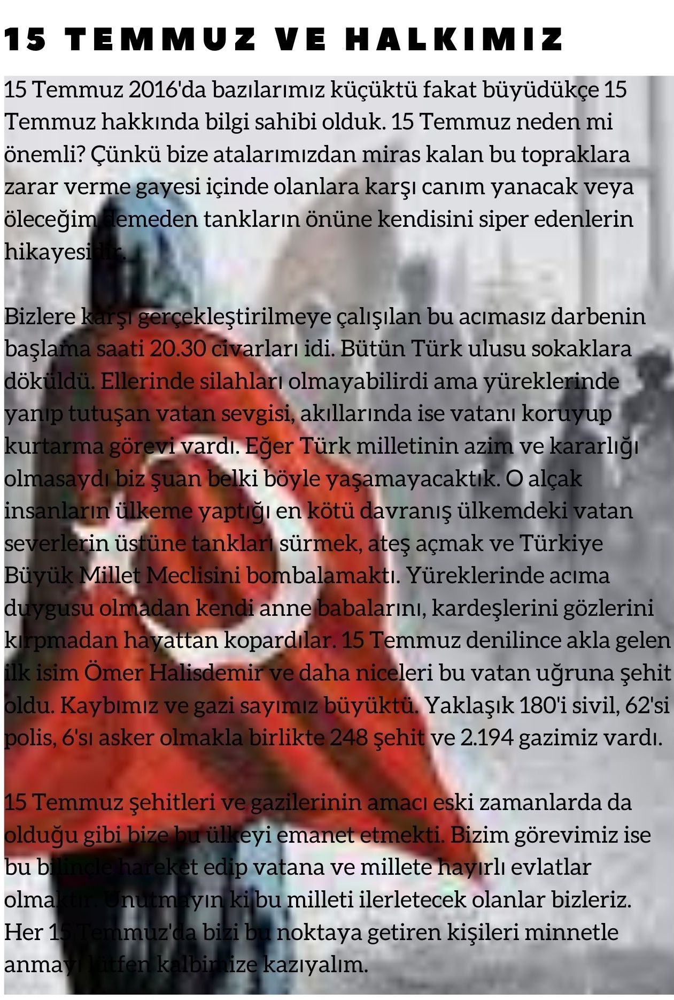 15 TEMMUZ VE HALKIMIZ
15 Temmuz 2016'da bazılarımız küçüktü fakat büyüdükçe 15
Temmuz hakkında bilgi sahibi olduk. 15 Temmuz neden mi
önemli? Çünkü bize atalarımızdan miras kalan bu topraklara
zarar verme gayesi içinde olanlara karşı canım yanacak veya
öleceğim demeden tankların önüne kendisini siper edenlerin
hikayesidir.
Bizlere karşı gerçekleştirilmeye çalışılan bu acımasız darbenin
başlama saati 20.30 civarları idi. Bütün Türk ulusu sokaklara
döküldü. Ellerinde silahları olmayabilirdi ama yüreklerinde
yanıp tutuşan vatan sevgisi, akıllarında ise vatanı koruyup
kurtarma görevi vardı. Eğer Türk milletinin azim ve kararlığı
olmasaydı biz şuan belki böyle yaşamayacaktık. O alçak
insanların ülkeme yaptığı en kötü davranış ülkemdeki vatan
severlerin üstüne tankları sürmek, ateş açmak ve Türkiye
Büyük Millet Meclisini bombalamaktı. Yüreklerinde acıma
duygusu olmadan kendi anne babalarını, kardeşlerini gözlerini
kırpmadan hayattan kopardılar. 15 Temmuz denilince akla gelen
ilk isim Ömer Halisdemir ve daha niceleri bu vatan uğruna şehit
oldu. Kaybımız ve gazi sayımız büyüktü. Yaklaşık 180'i sivil, 62'si
polis, 6'sı asker olmakla birlikte 248 şehit ve 2.194 gazimiz vardı.
15 Temmuz şehitleri ve gazilerinin amacı eski zamanlarda da
olduğu gibi bize bu ülkeyi emanet etmekti. Bizim görevimiz ise
bu bilinçle hareket edip vatana ve millete hayırlı evlatlar
olmaktır. Unutmayın ki bu milleti ilerletecek olanlar bizleriz.
Her 15 Temmuz'da bizi bu noktaya getiren kişileri minnetle
anmayı lütfen kalbimize kazıyalım.